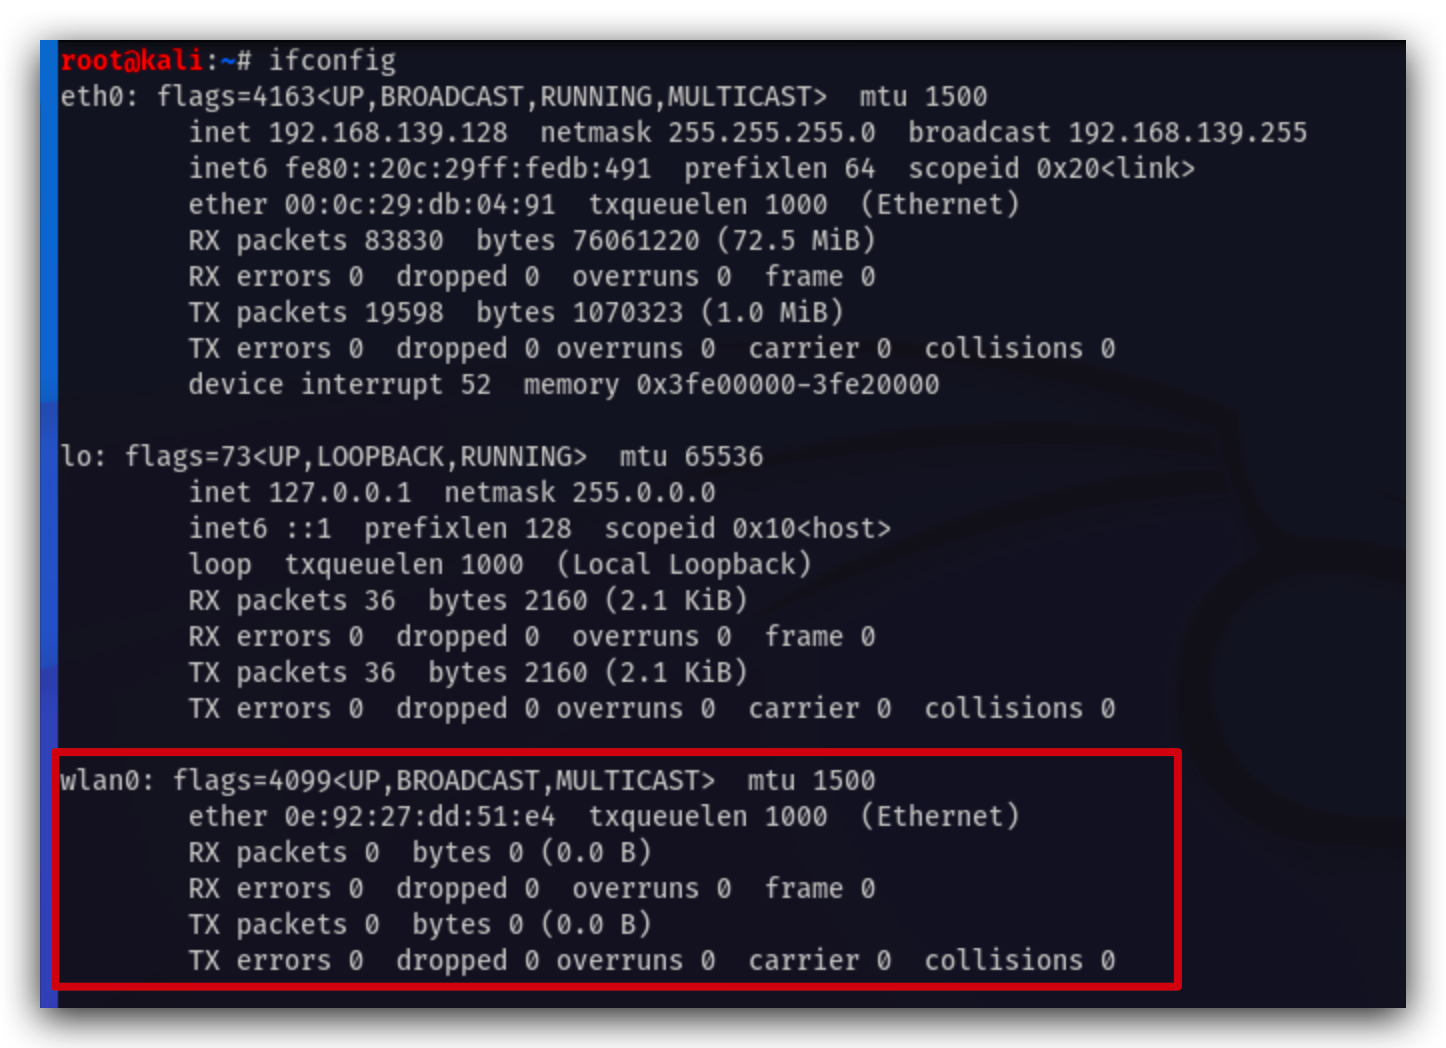 root@kali:~# ifconfig
eth0: flags=4163<UP,BROADCAST,RUNNING,MULTICAST>  mtu 1500
        inet 192.168.139.128  netmask 255.255.255.0  broadcast 192.168.139.255
        inet6 fe80::20c:29ff:fedb:491  prefixlen 64  scopeid 0x20<link>
        ether 00:0c:29:db:04:91  txqueuelen 1000  (Ethernet)
        RX packets 83830  bytes 76061220 (72.5 MiB)
        RX errors 0  dropped 0  overruns 0  frame 0
        TX packets 19598  bytes 1070323 (1.0 MiB)
        TX errors 0  dropped 0 overruns 0  carrier 0  collisions 0
        device interrupt 52  memory 0x3fe00000-3fe20000

lo: flags=73<UP,LOOPBACK,RUNNING>  mtu 65536
        inet 127.0.0.1  netmask 255.0.0.0
        inet6 ::1  prefixlen 128  scopeid 0x10<host>
        loop  txqueuelen 1000  (Local Loopback)
        RX packets 36  bytes 2160 (2.1 KiB)
        RX errors 0  dropped 0  overruns 0  frame 0
        TX packets 36  bytes 2160 (2.1 KiB)
        TX errors 0  dropped 0 overruns 0  carrier 0  collisions 0

wlan0: flags=4099<UP,BROADCAST,MULTICAST>  mtu 1500
        ether 0e:92:27:dd:51:e4  txqueuelen 1000  (Ethernet)
        RX packets 0  bytes 0 (0.0 B)
        RX errors 0  dropped 0  overruns 0  frame 0
        TX packets 0  bytes 0 (0.0 B)
        TX errors 0  dropped 0 overruns 0  carrier 0  collisions 0